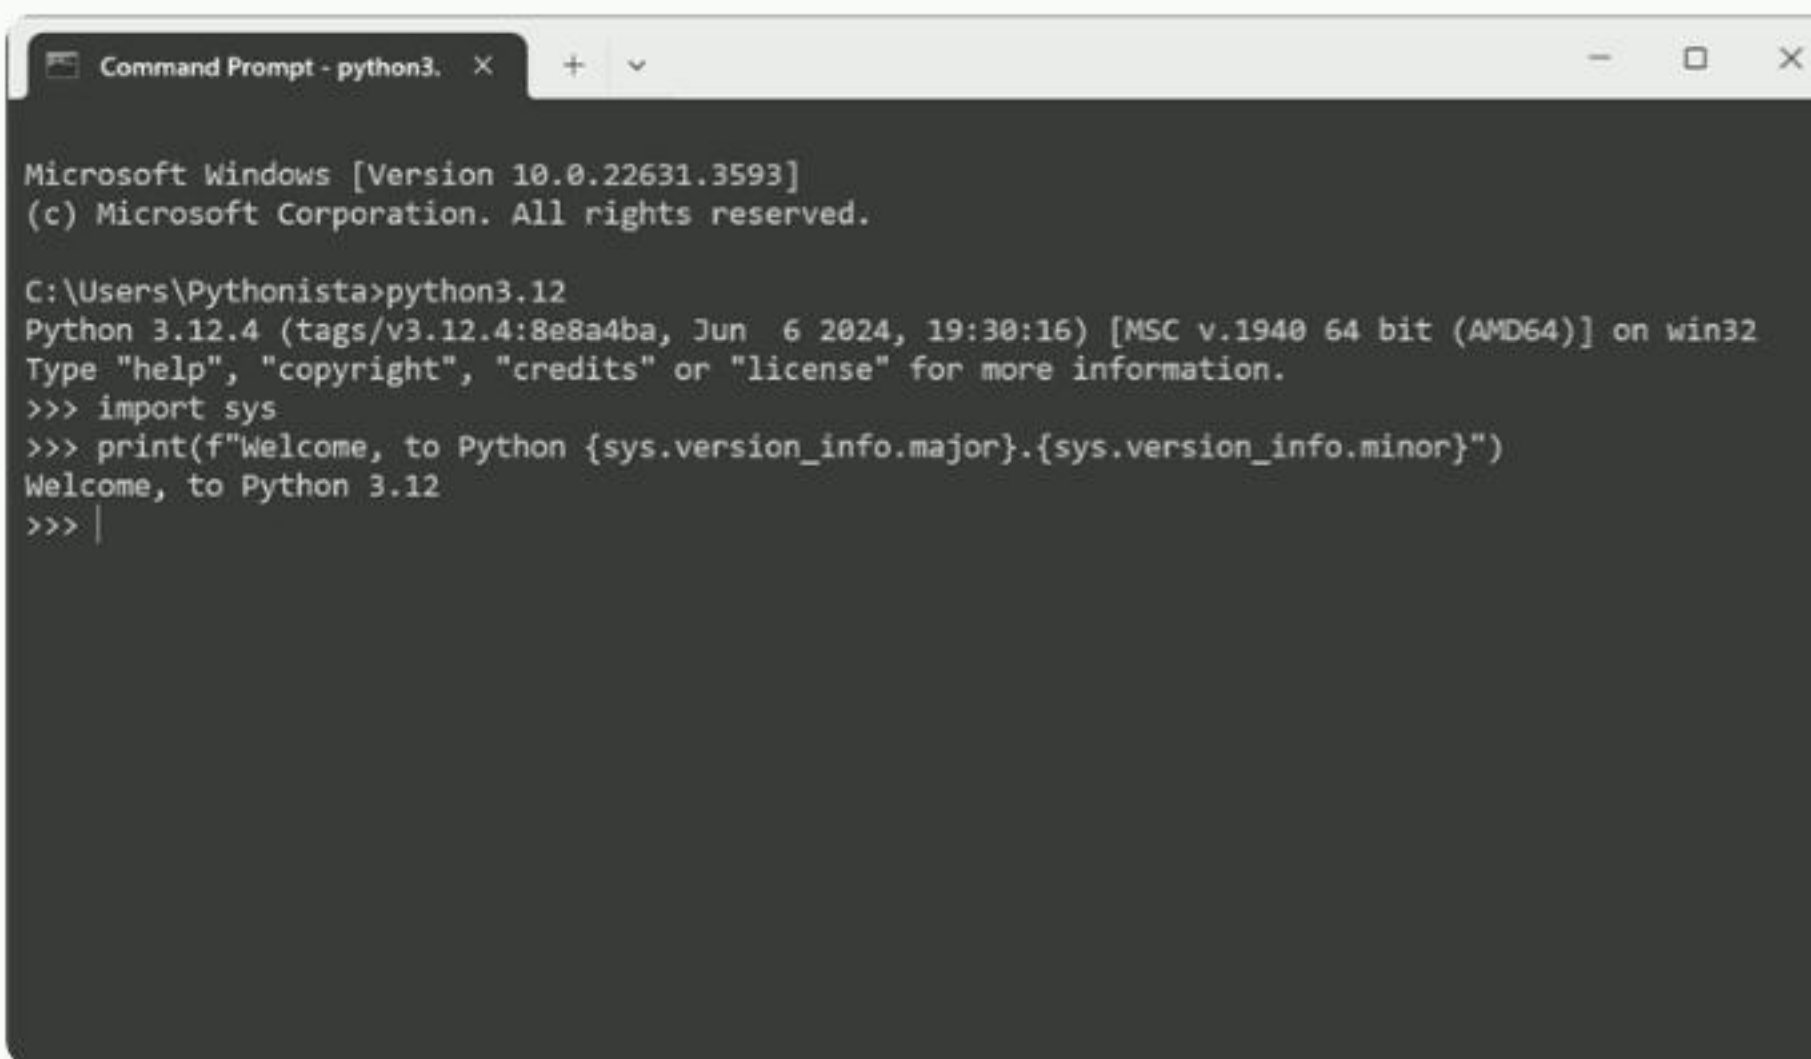 Command Prompt - python3.
Microsoft Windows [Version 10.0.22631.3593]
(c) Microsoft Corporation. All rights reserved.
C:\Users\Pythonista>python3.12
Python 3.12.4 (tags/v3.12.4:8e8a4ba, Jun  6 2024, 19:30:16) [MSC v.1940 64 bit (AMD64)] on win32
Type "help", "copyright", "credits" or "license" for more information.
>>> import sys
>>> print(f"Welcome, to Python {sys.version_info.major}.{sys.version_info.minor}")
Welcome, to Python 3.12
>>>